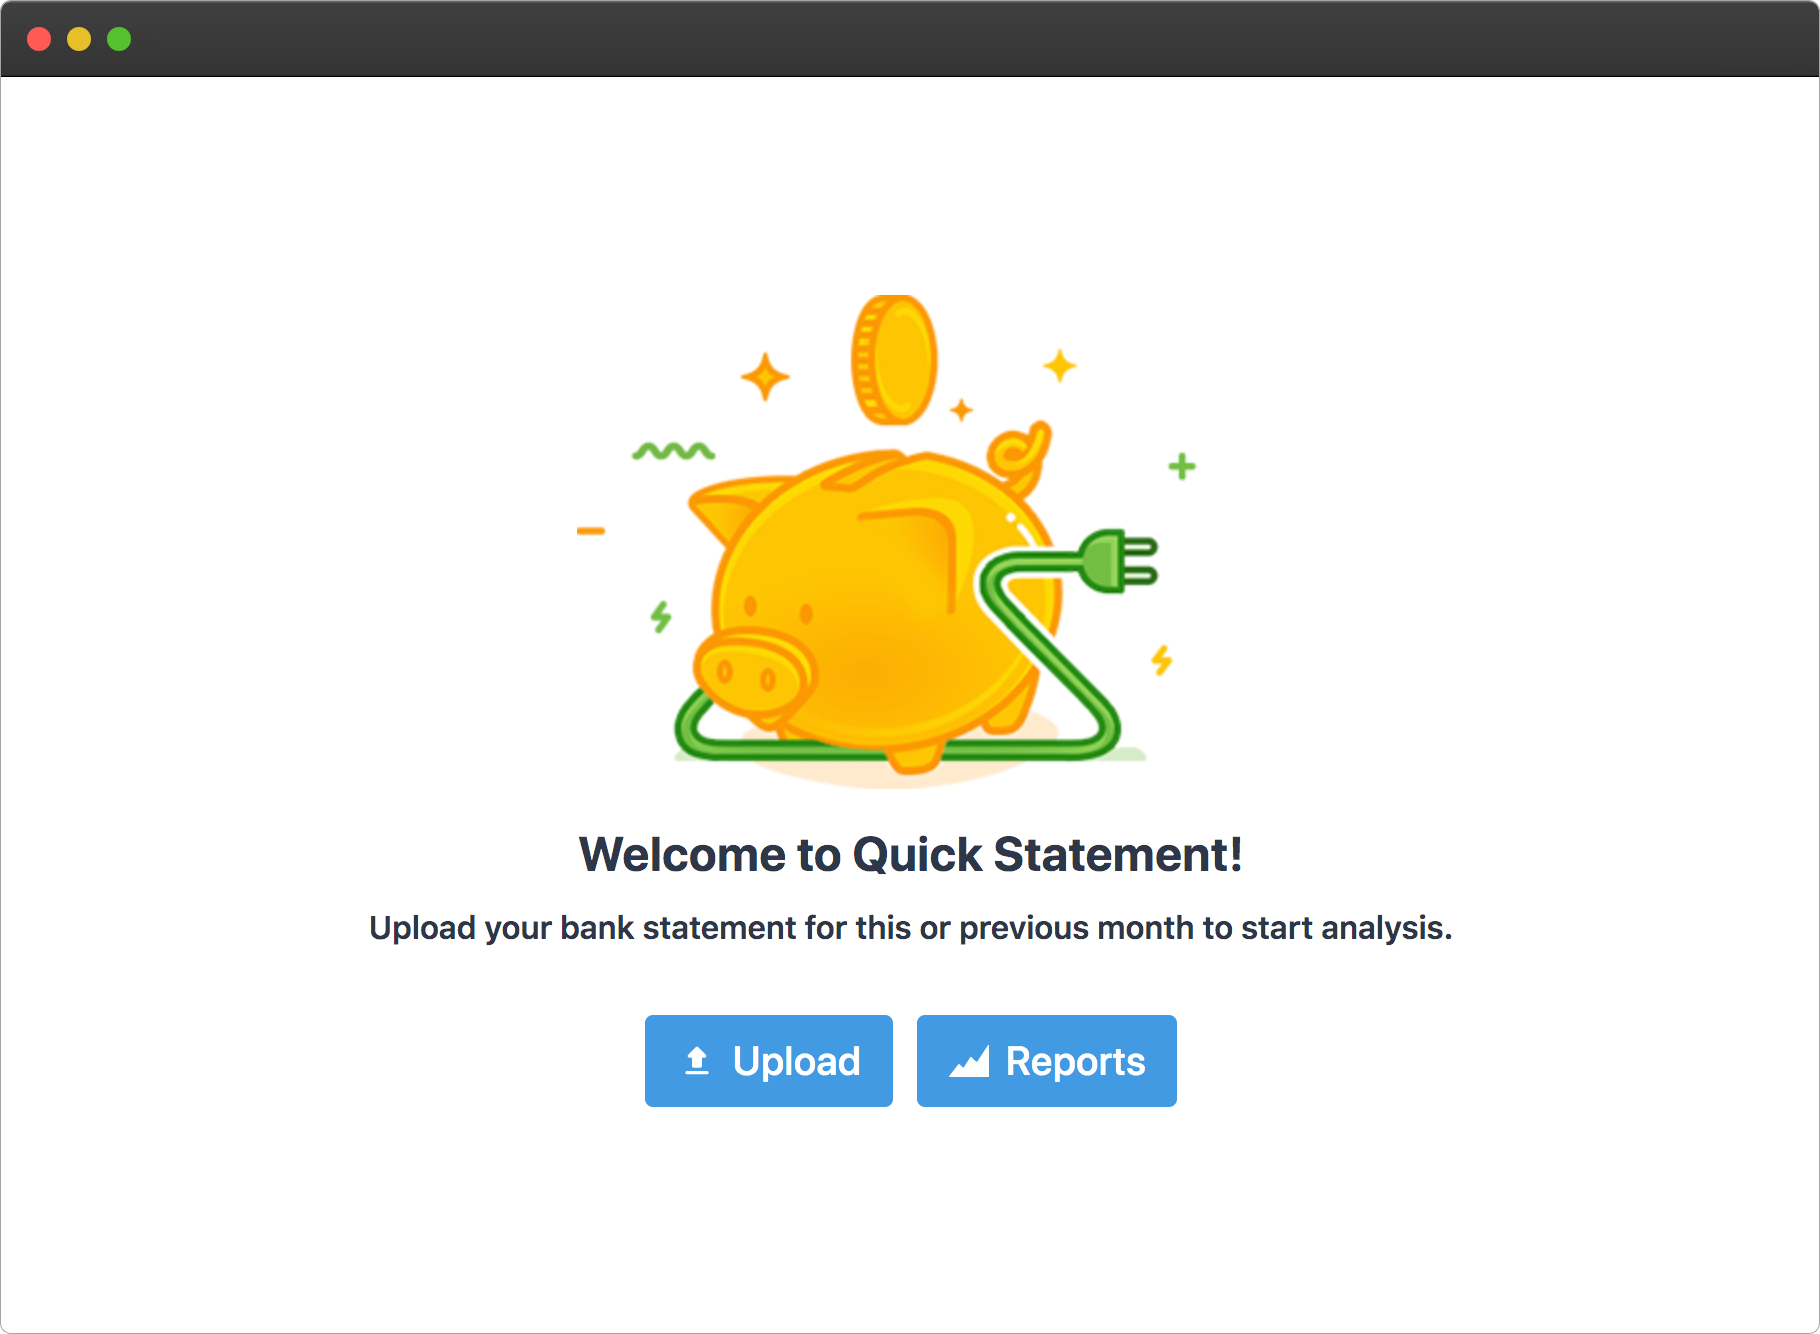 Welcome to Quick Statement!
Upload your bank statement for this or previous month to start analysis.
Upload
Reports